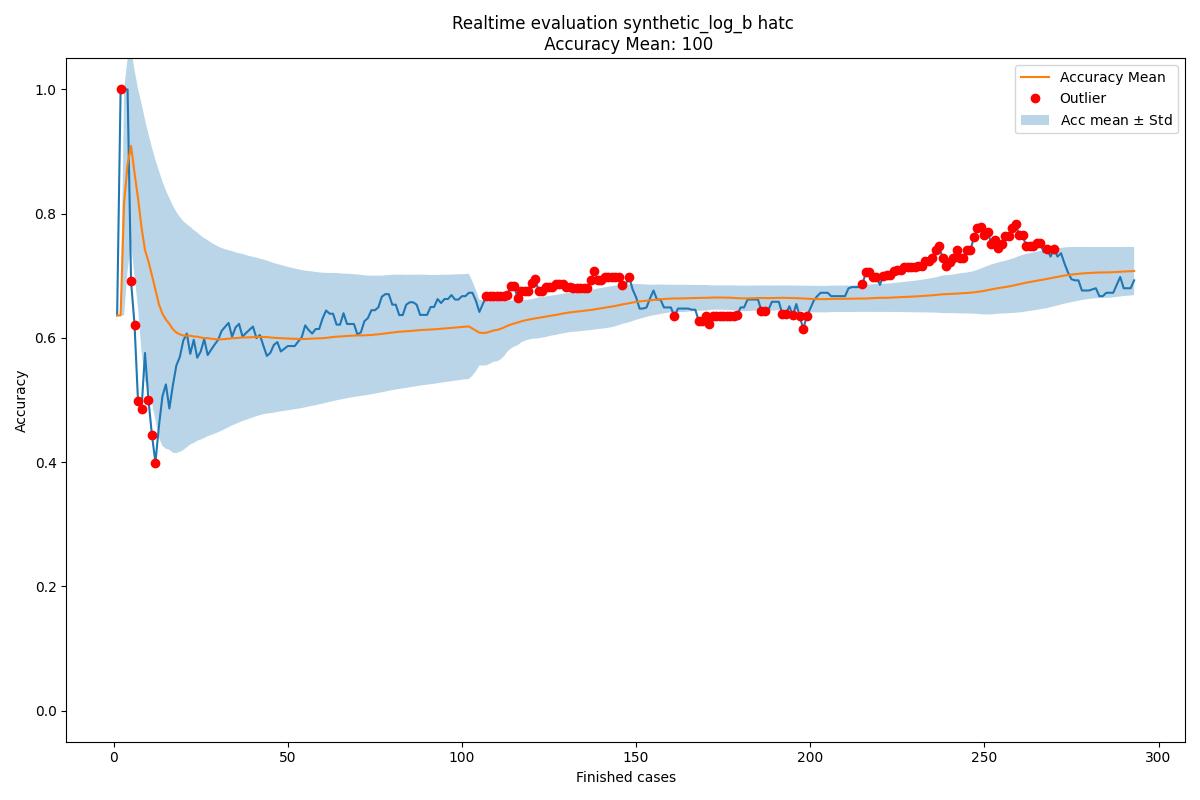 Realtime evaluation synthetic_log_b hatc
Accuracy Mean: 100
Accuracy Mean
Outlier
Acc mean ± Std
Accuracy
1.0
0.8
0.6
0.4
0.2
0.0
0 50 100 150 200 250 300
Finished cases